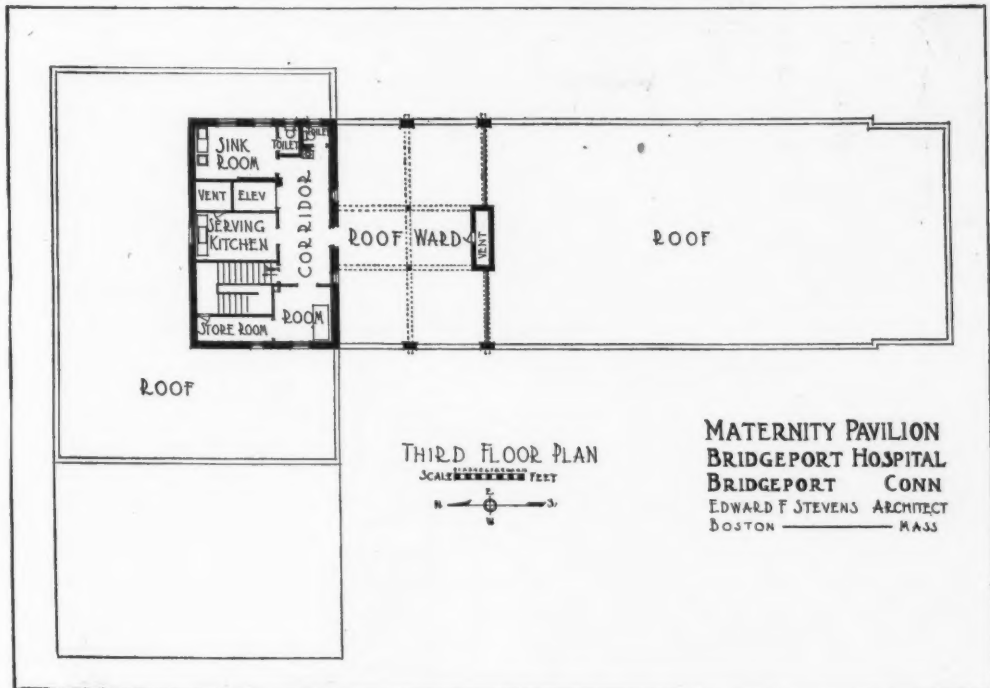 SINK
ROOM
TOILET
TOILET
VENT
ELEV
SERVING
KITCHEN
CORRIDOR
ROOM
STORE ROOM
ROOF WARD
VENT
ROOF
ROOF
THIRD FLOOR PLAN
SCALE FEET
N E S
W
MATERNITY PAVILION
BRIDGEPORT HOSPITAL
BRIDGEPORT CONN
EDWARD F STEVENS ARCHITECT
BOSTON MASS